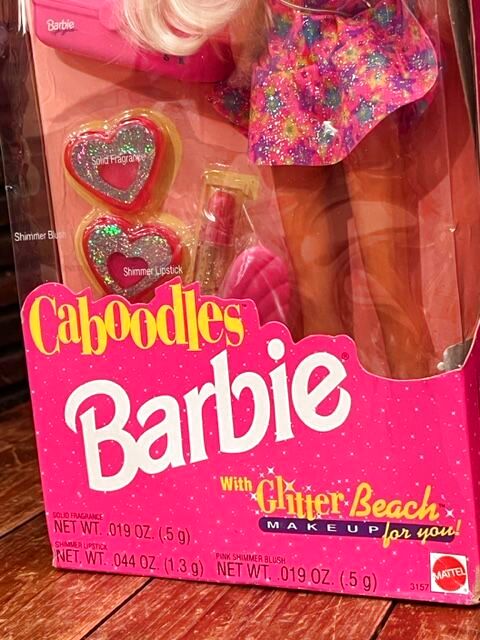 Barbie
Solid Fragrance
Shimmer Blush
Shimmer Lipstick
Caboodles™
Barbie®
With Glitter Beach™
MAKEUP for you!
SOLID FRAGRANCE
NET WT. .019 OZ. (.5 g)
SHIMMER LIPSTICK
NET WT. .044 OZ. (1.3 g)
PINK SHIMMER BLUSH
NET WT. .019 OZ. (.5 g)
3157
MATTEL